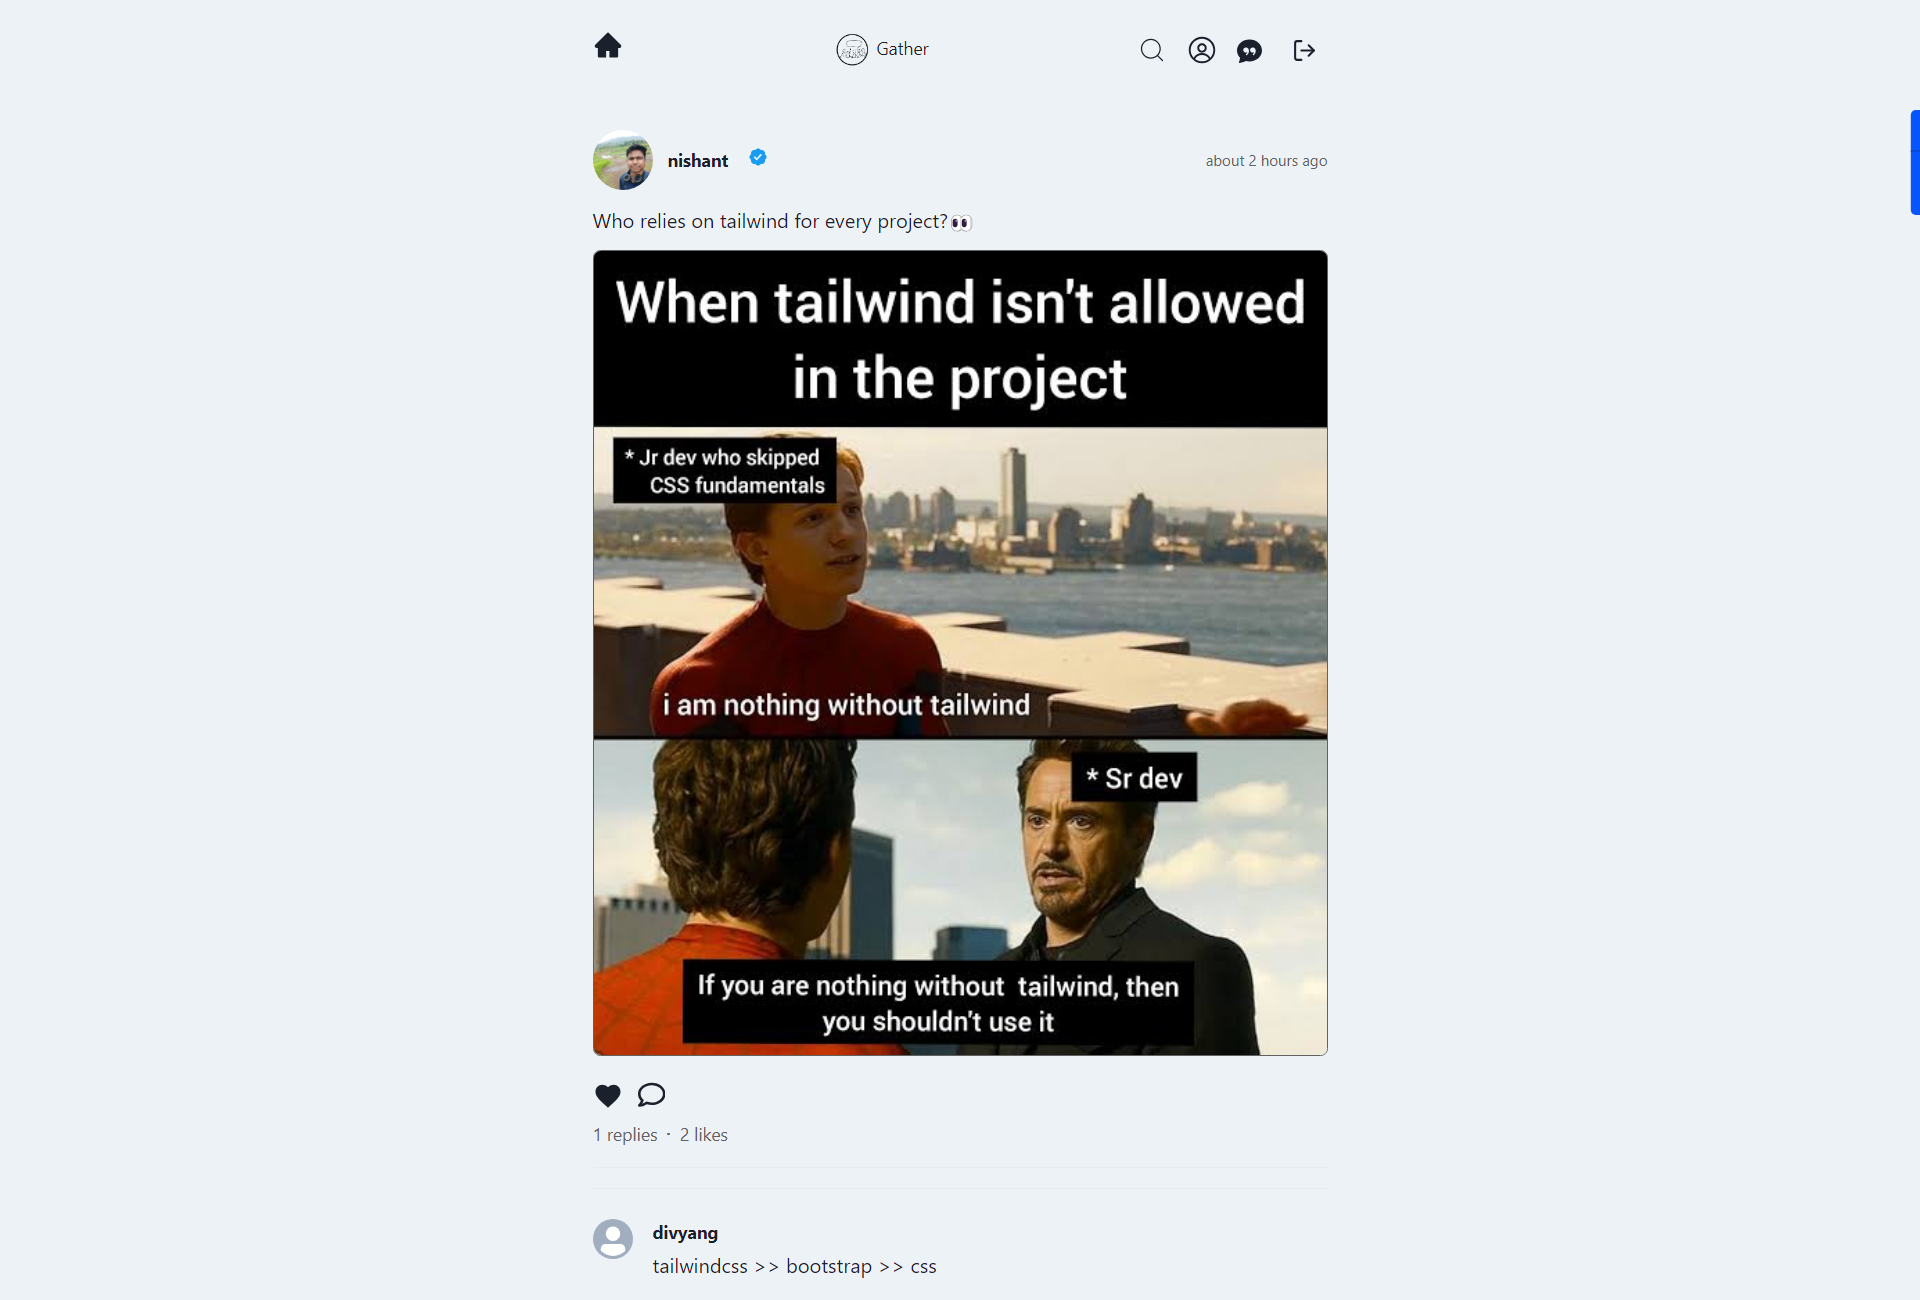 Gather
nishant
about 2 hours ago
Who relies on tailwind for every project?👀
When tailwind isn't allowed
in the project
* Jr dev who skipped
CSS fundamentals
i am nothing without tailwind
* Sr dev
If you are nothing without tailwind, then
you shouldn't use it
1 replies · 2 likes
divyang
tailwindcss >> bootstrap >> css